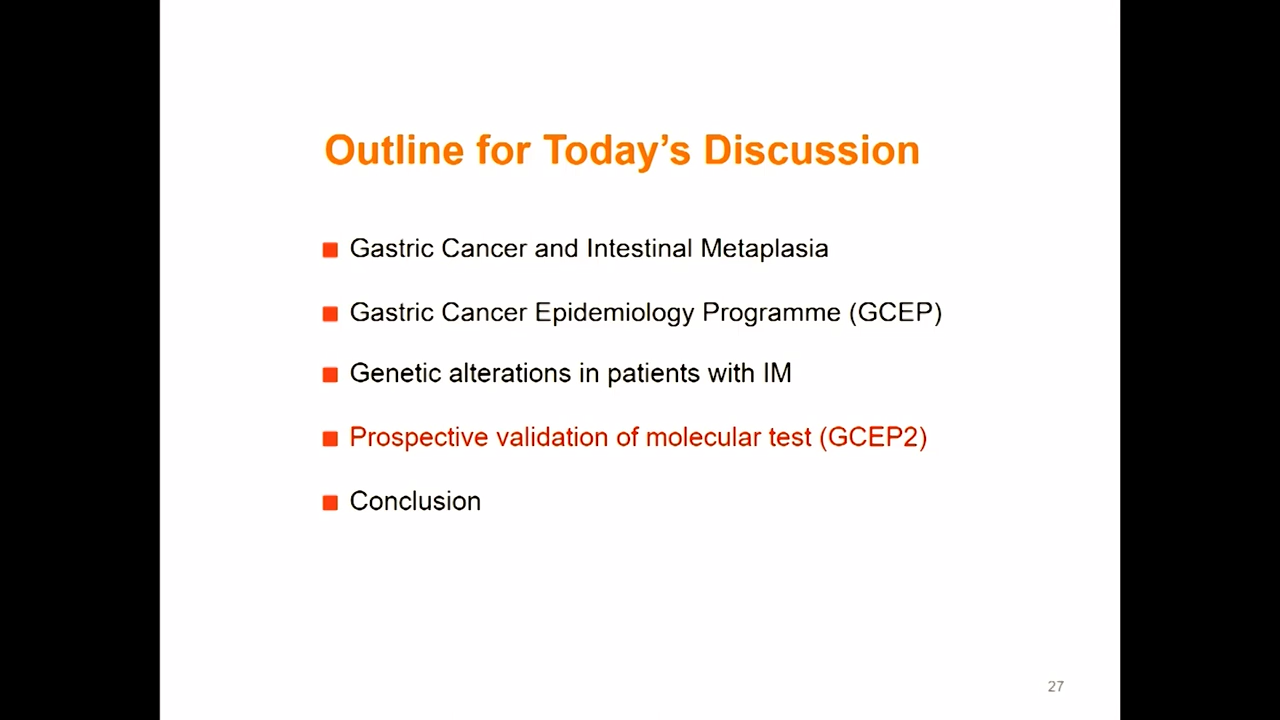 Outline for Today’s Discussion
Gastric Cancer and Intestinal Metaplasia
Gastric Cancer Epidemiology Programme (GCEP)
Genetic alterations in patients with IM
Prospective validation of molecular test (GCEP2)
Conclusion
27